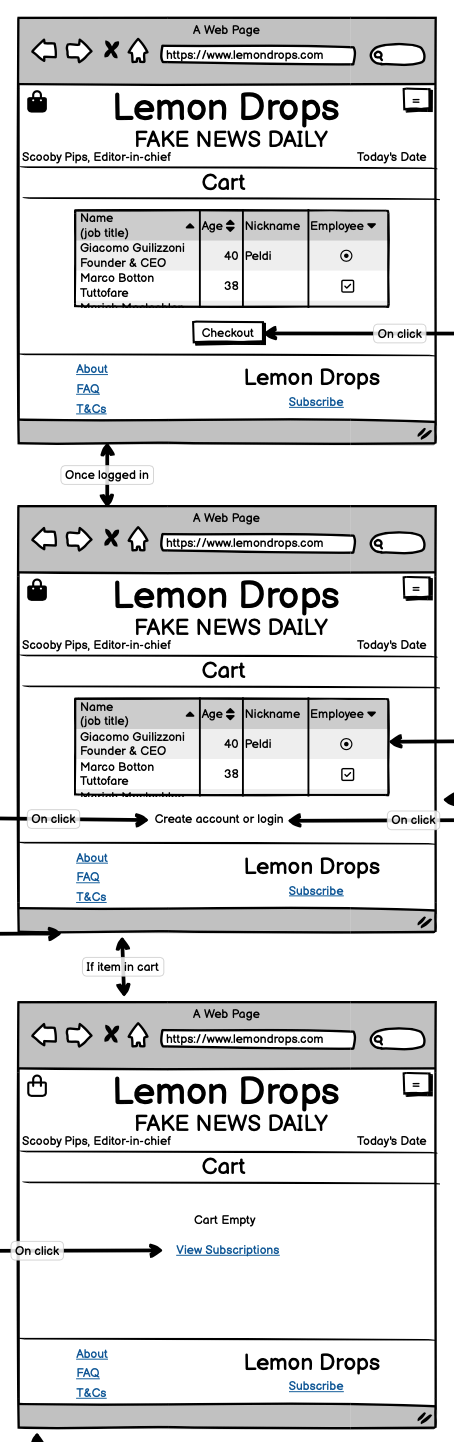 A Web Page
https://www.lemondrops.com
Lemon Drops
FAKE NEWS DAILY
Scooby Pips, Editor-in-chief Today's Date
Cart
Name
(job title) Age Nickname Employee
Giacomo Guilizzoni
Founder & CEO 40 Peldi
Marco Botton
Tuttofare 38
Checkout
On click
About
FAQ
T&Cs
Lemon Drops
Subscribe
Once logged in
A Web Page
https://www.lemondrops.com
Lemon Drops
FAKE NEWS DAILY
Scooby Pips, Editor-in-chief Today's Date
Cart
Name
(job title) Age Nickname Employee
Giacomo Guilizzoni
Founder & CEO 40 Peldi
Marco Botton
Tuttofare 38
On click Create account or login On click
About
FAQ
T&Cs
Lemon Drops
Subscribe
If item in cart
A Web Page
https://www.lemondrops.com
Lemon Drops
FAKE NEWS DAILY
Scooby Pips, Editor-in-chief Today's Date
Cart
Cart Empty
On click View Subscriptions
About
FAQ
T&Cs
Lemon Drops
Subscribe